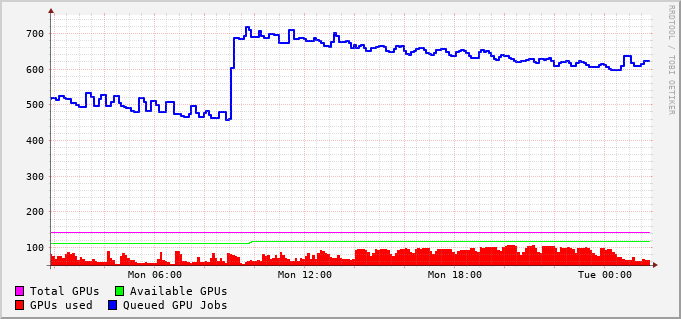 RRDTOOL / TOBI OETIKER
700
600
500
400
300
200
100
Mon 06:00 Mon 12:00 Mon 18:00 Tue 00:00
Total GPUs Available GPUs
GPUs used Queued GPU Jobs